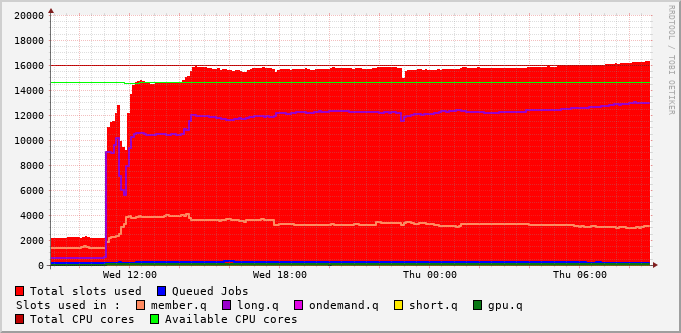 20000
18000
16000
14000
12000
10000
8000
6000
4000
2000
0
Wed 12:00 Wed 18:00 Thu 00:00 Thu 06:00
RRDTOOL / TOBI OETIKER
Total slots used Queued Jobs
Slots used in : member.q long.q ondemand.q short.q gpu.q
Total CPU cores Available CPU cores